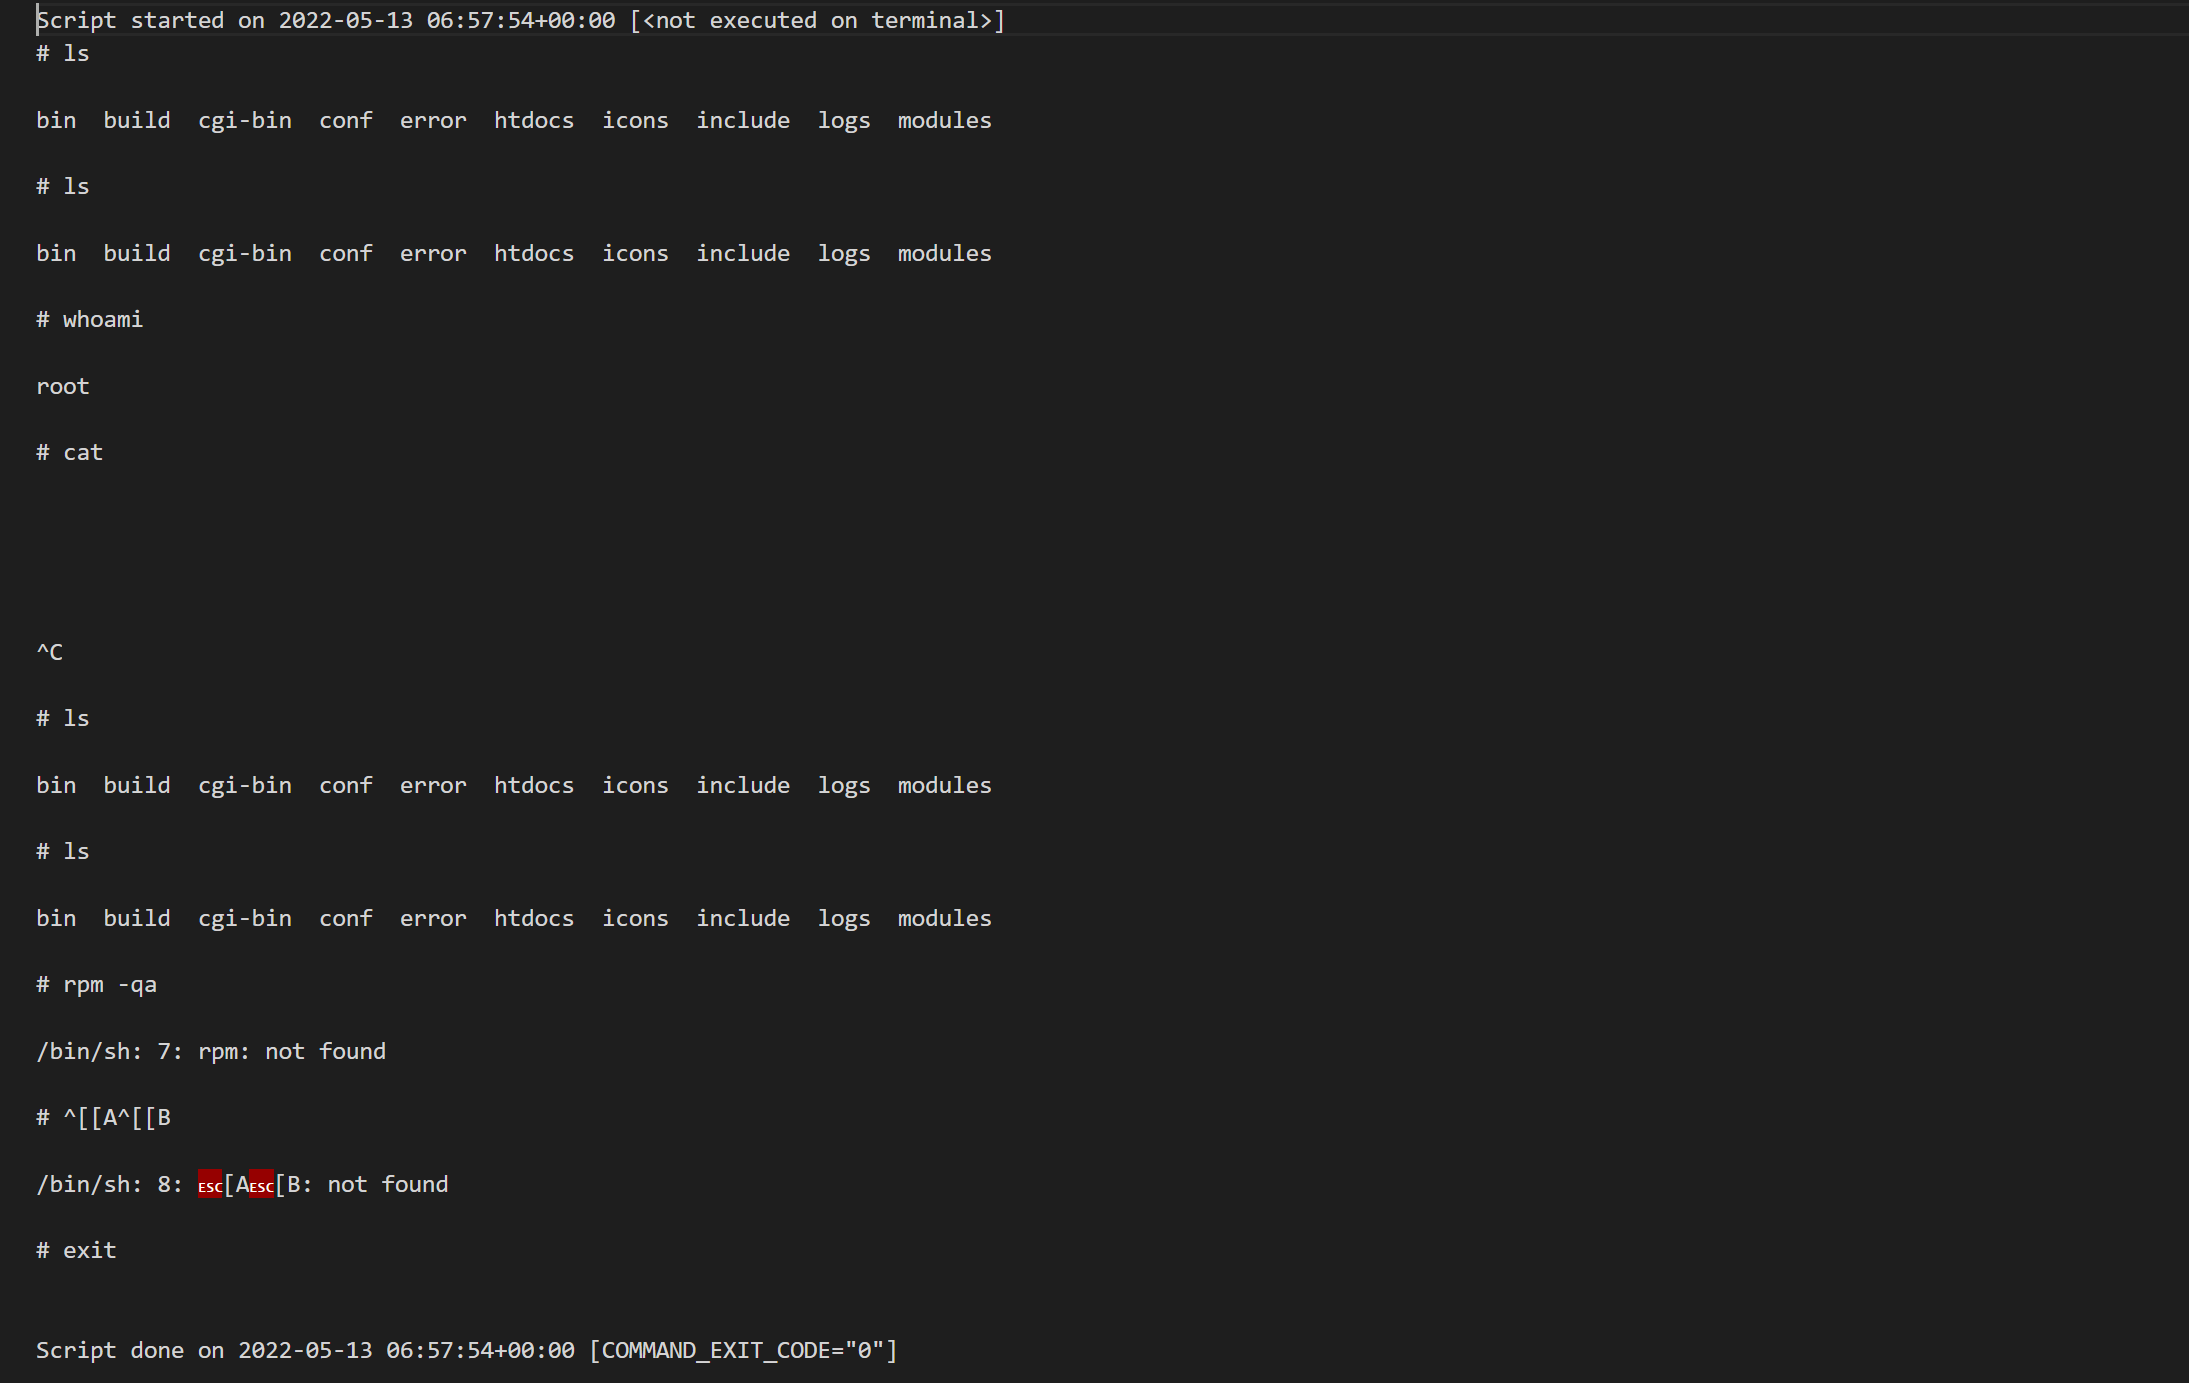 Script started on 2022-05-13 06:57:54+00:00 [<not executed on terminal>]
# ls
bin  build  cgi-bin  conf  error  htdocs  icons  include  logs  modules
# ls
bin  build  cgi-bin  conf  error  htdocs  icons  include  logs  modules
# whoami
root
# cat
^C
# ls
bin  build  cgi-bin  conf  error  htdocs  icons  include  logs  modules
# ls
bin  build  cgi-bin  conf  error  htdocs  icons  include  logs  modules
# rpm -qa
/bin/sh: 7: rpm: not found
# ^[[A^[[B
/bin/sh: 8: ESC[AESC[B: not found
# exit
Script done on 2022-05-13 06:57:54+00:00 [COMMAND_EXIT_CODE="0"]